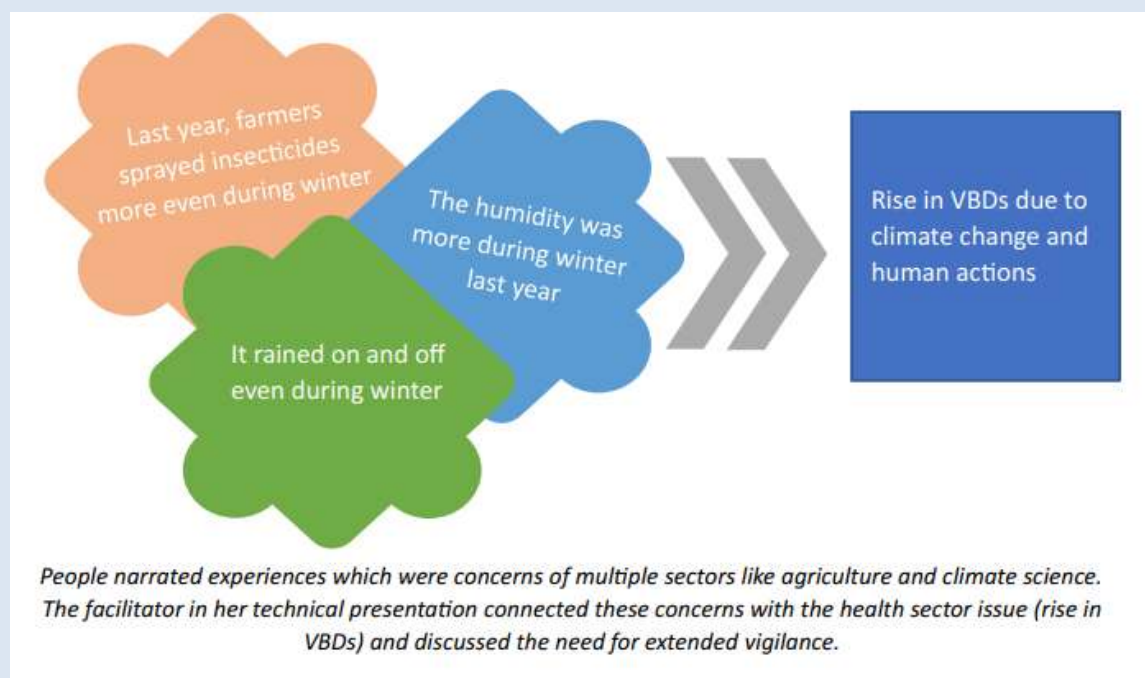 Last year, farmers
sprayed insecticides
more even during winter
The humidity was
more during winter
last year
It rained on and off
even during winter
Rise in VBDs due to
climate change and
human actions
People narrated experiences which were concerns of multiple sectors like agriculture and climate science.
The facilitator in her technical presentation connected these concerns with the health sector issue (rise in
VBDs) and discussed the need for extended vigilance.